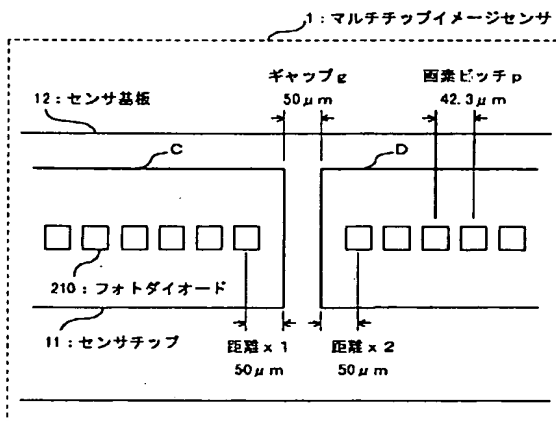 1:マルチチップイメージセンサ
ギャップg
50μm
画素ピッチp
42.3μm
12:センサ基板
C
D
210:フォトダイオード
11:センサチップ
距離x1
50μm
距離x2
50μm